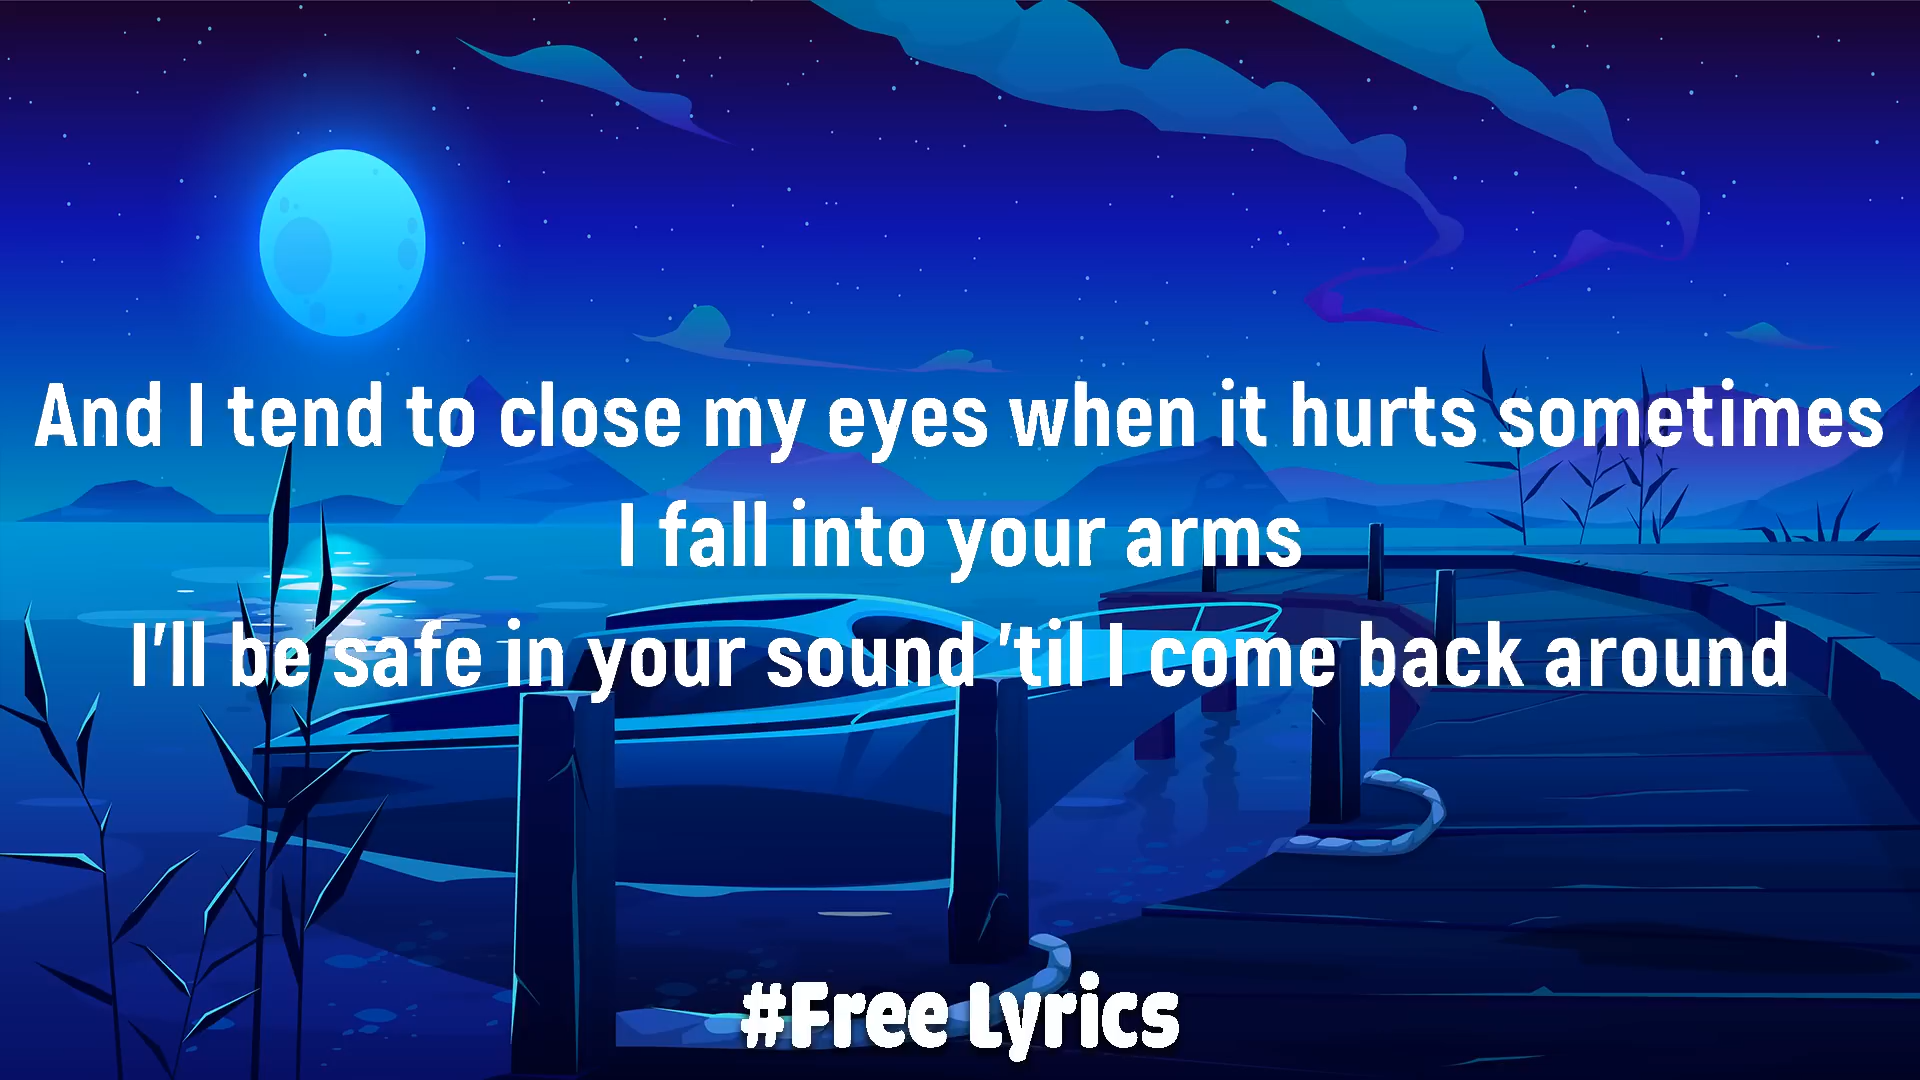 And I tend to close my eyes when it hurts sometimes
I fall into your arms
I'll be safe in your sound 'til I come back around
#Free Lyrics